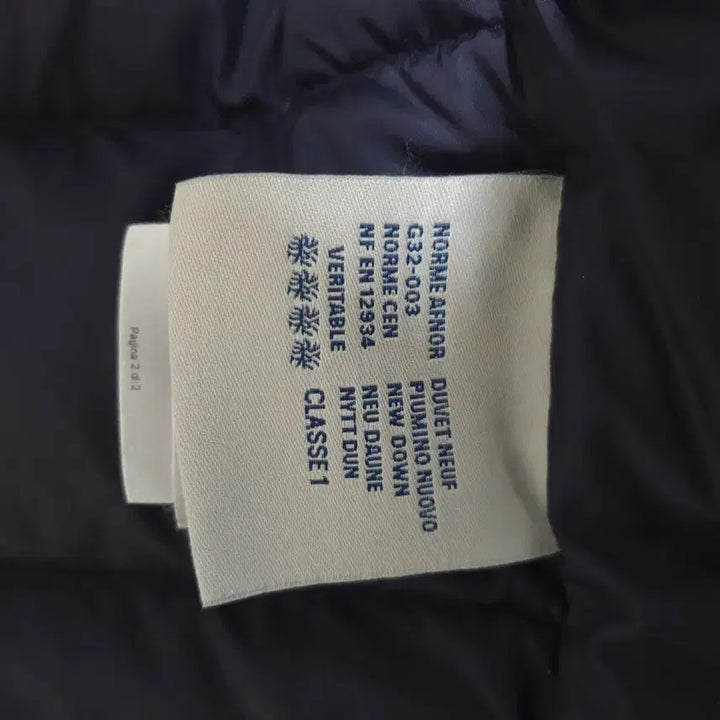 NORME AFNOR
G32-003
NORME CEN
NF EN 12934
VERITABLE
DUVET NEUF
PIUMINO NUOVO
NEW DOWN
NEU DAUNE
NYTT DUN
CLASSE 1
Pagina 2 di 2